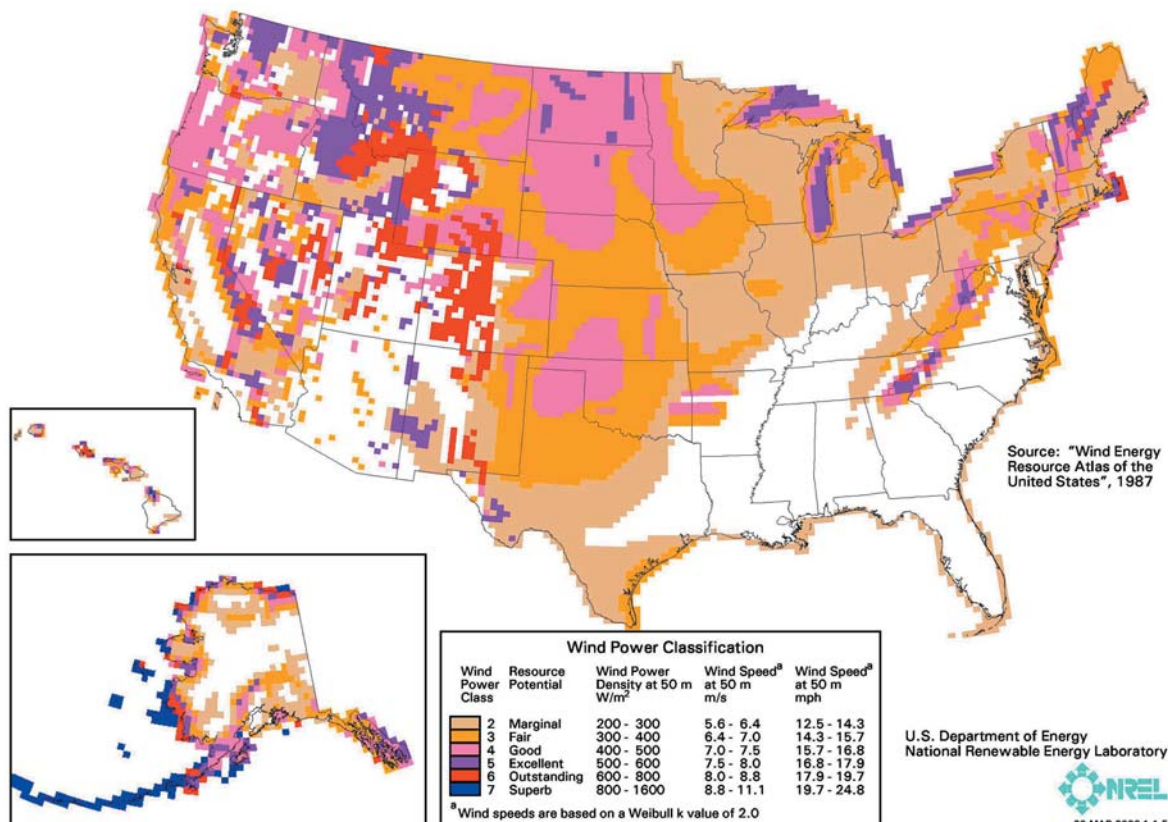 Source: "Wind Energy
Resource Atlas of the
United States", 1987
Wind Power Classification
Wind Power Class Resource Potential Wind Power Density at 50 m W/m² Wind Speedᵃ at 50 m m/s Wind Speedᵃ at 50 m mph
2 Marginal 200 - 300 5.6 - 6.4 12.5 - 14.3
3 Fair 300 - 400 6.4 - 7.0 14.3 - 15.7
4 Good 400 - 500 7.0 - 7.5 15.7 - 16.8
5 Excellent 500 - 600 7.5 - 8.0 16.8 - 17.9
6 Outstanding 600 - 800 8.0 - 8.8 17.9 - 19.7
7 Superb 800 - 1600 8.8 - 11.1 19.7 - 24.8
ᵃ Wind speeds are based on a Weibull k value of 2.0
U.S. Department of Energy
National Renewable Energy Laboratory
NREL